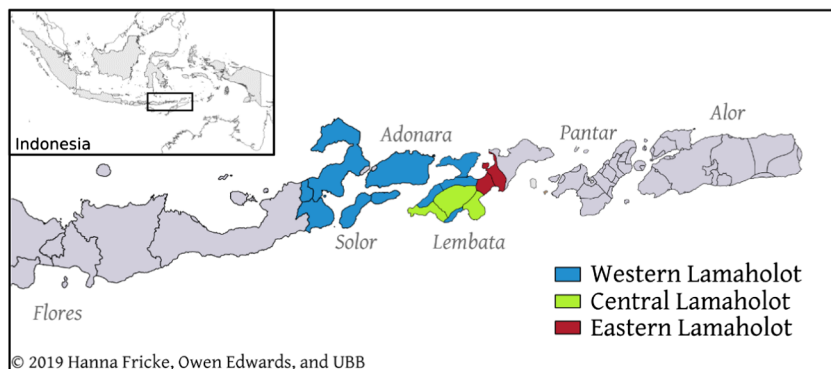 Indonesia
Adonara
Pantar
Alor
Solor
Lembata
Flores
Western Lamaholot
Central Lamaholot
Eastern Lamaholot
© 2019 Hanna Fricke, Owen Edwards, and UBB